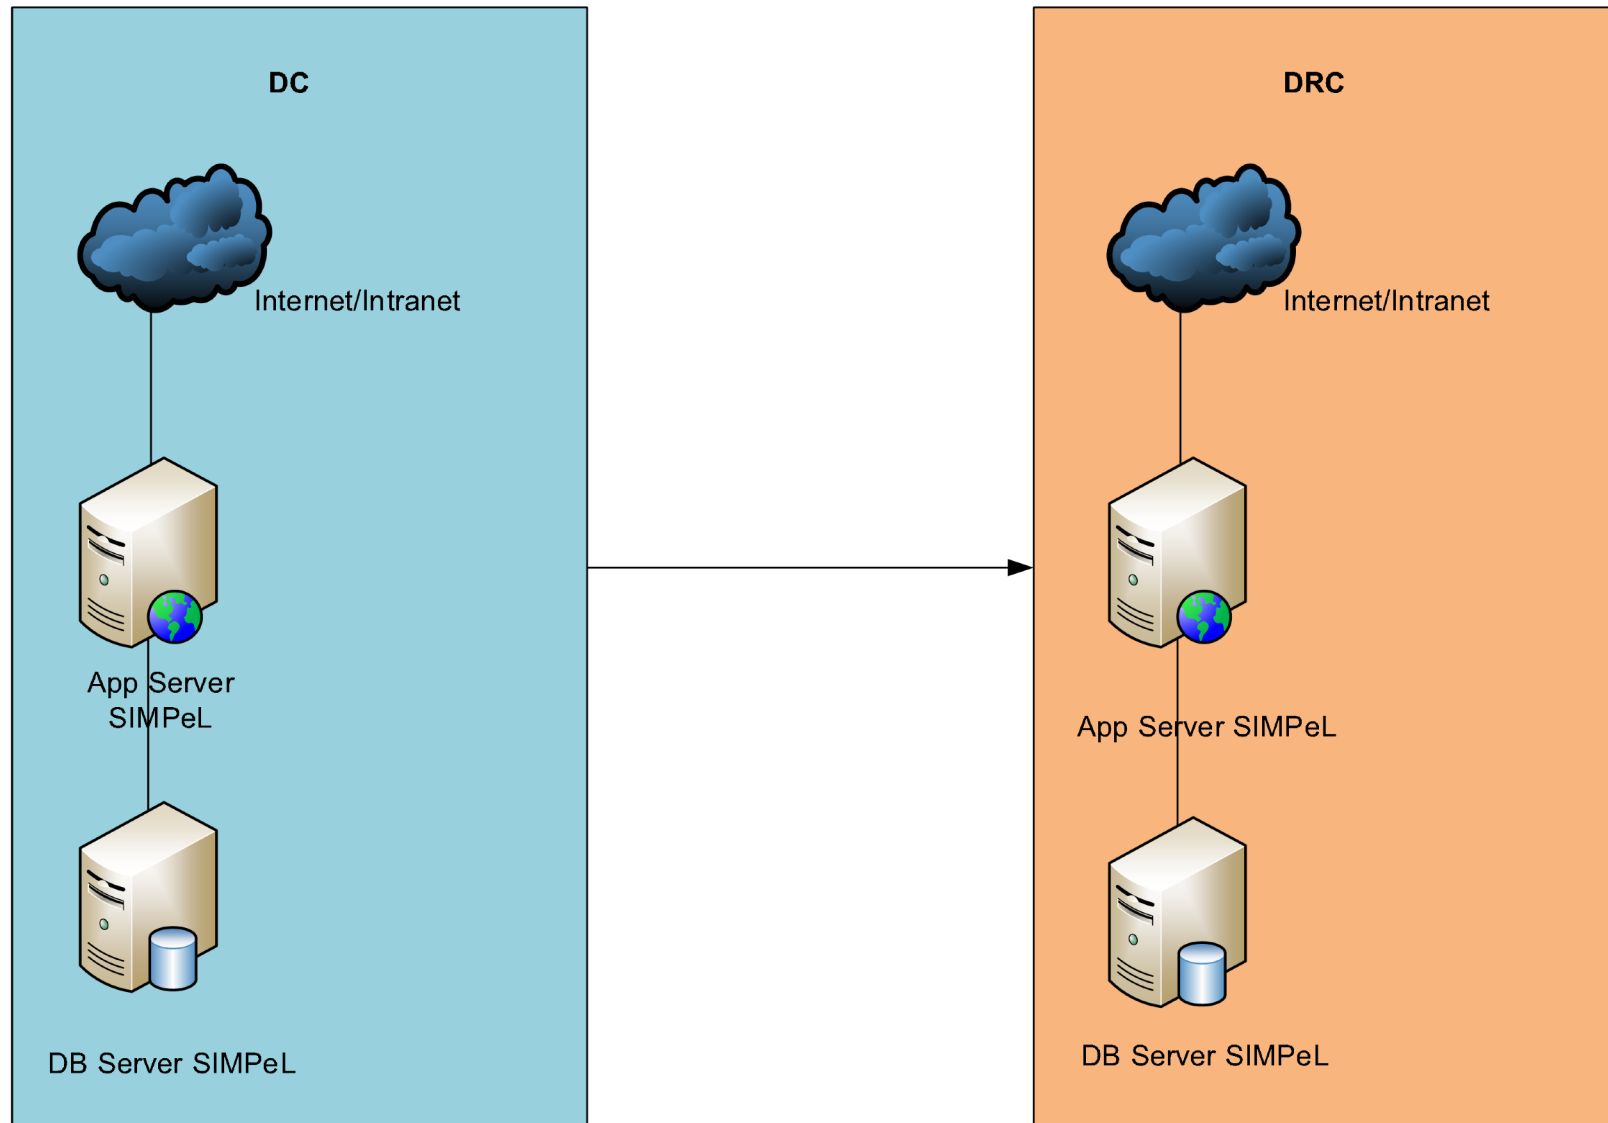 DC
Internet/Intranet
App Server
SIMPeL
DB Server SIMPeL
DRC
Internet/Intranet
App Server SIMPeL
DB Server SIMPeL